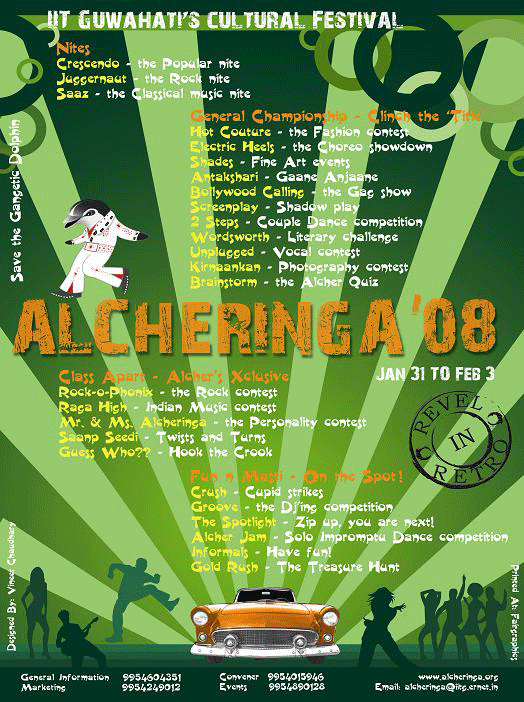 IIT Guwahati's Cultural Festival
Nites
Crescendo - the Popular nite
Juggernaut - the Rock nite
Saaz - the Classical music nite
General Championship - Clinch the 'Title'
Hot Couture - the Fashion contest
Electric Heels - the Choreo showdown
Shades - Fine Art events
Antakshari - Gaane Anjaane
Bollywood Calling - the Gag show
Screenplay - Shadow play
2 Steps - Couple Dance competition
Wordsworth - Literary challenge
Unplugged - Vocal contest
Kirnaankan - Photography contest
Brainstorm - the Alcher Quiz
Save the Gangetic Dolphin
ALCHERINGA '08
JAN 31 TO FEB 3
Class Apart - Alcher's Xclusive
Rock-o-Phonix - the Rock contest
Raga High - Indian Music contest
Mr. & Ms. Alcheringa - the Personality contest
Saanp Seedi - Twists and Turns
Guess Who?? - Hook the Crook
REVEL
IN
RETRO
Fun n Masti - On the Spot!
Crush - Cupid strikes
Groove - the DJ'ing competition
The Spotlight - Zip up, you are next!
Alcher Jam - Solo Impromptu Dance competition
Informals - Have fun!
Gold Rush - The Treasure Hunt
Designed By: Vineet Chaudhary
Printed At:
General Information 9954604351
Marketing 9954249012
Convener 9954015946
Events 9954890128
www.alcheringa.org
Email: alcheringa@iitg.ernet.in